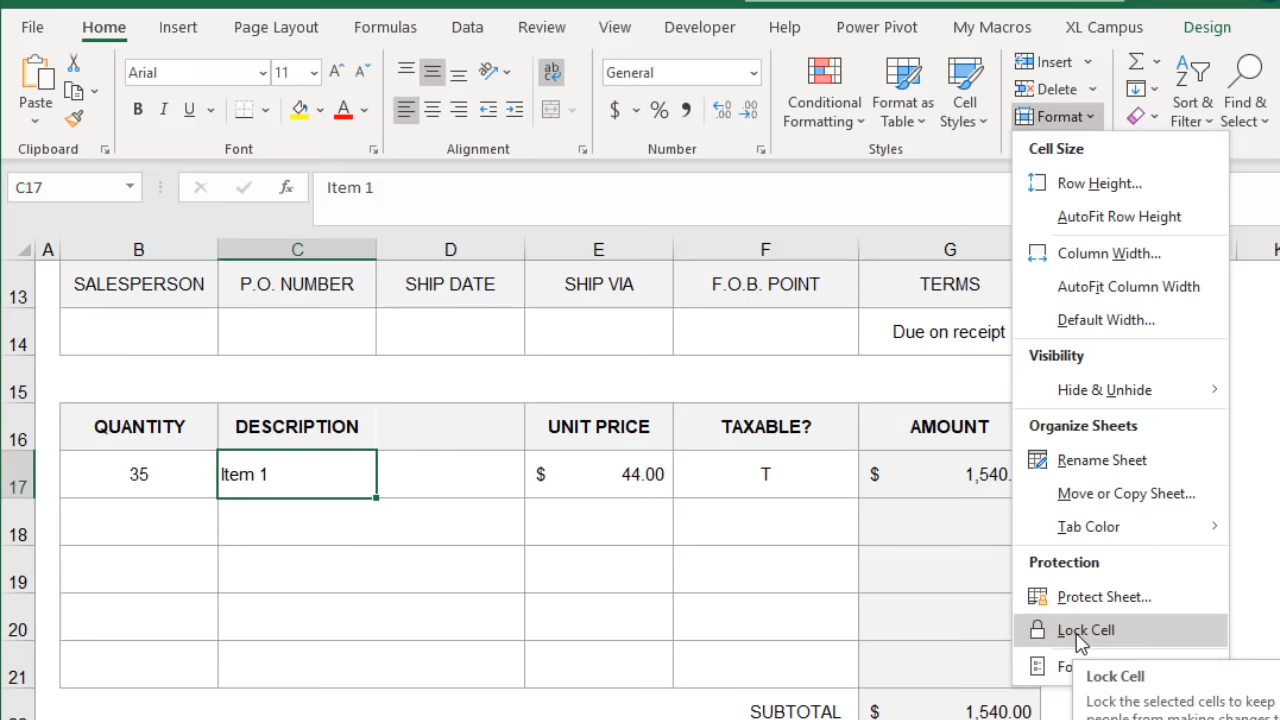 File Home Insert Page Layout Formulas Data Review View Developer Help Power Pivot My Macros XL Campus Design
Paste
Clipboard
Arial 11 A A
B I U A
Font
ab
Alignment
General
$ % ,
Number
Conditional Formatting
Format as Table
Cell Styles
Styles
Insert
Delete
Format
Sort & Filter
Find & Select
C17 fx Item 1
A B C D E F G
13 SALESPERSON P.O. NUMBER SHIP DATE SHIP VIA F.O.B. POINT TERMS
14 Due on receipt
15
16 QUANTITY DESCRIPTION UNIT PRICE TAXABLE? AMOUNT
17 35 Item 1 $ 44.00 T $ 1,540.
18
19
20
21
SUBTOTAL $ 1,540.00
Cell Size
Row Height...
AutoFit Row Height
Column Width...
AutoFit Column Width
Default Width...
Visibility
Hide & Unhide
Organize Sheets
Rename Sheet
Move or Copy Sheet...
Tab Color
Protection
Protect Sheet...
Lock Cell
Fo
Lock Cell
Lock the selected cells to keep
people from making changes t